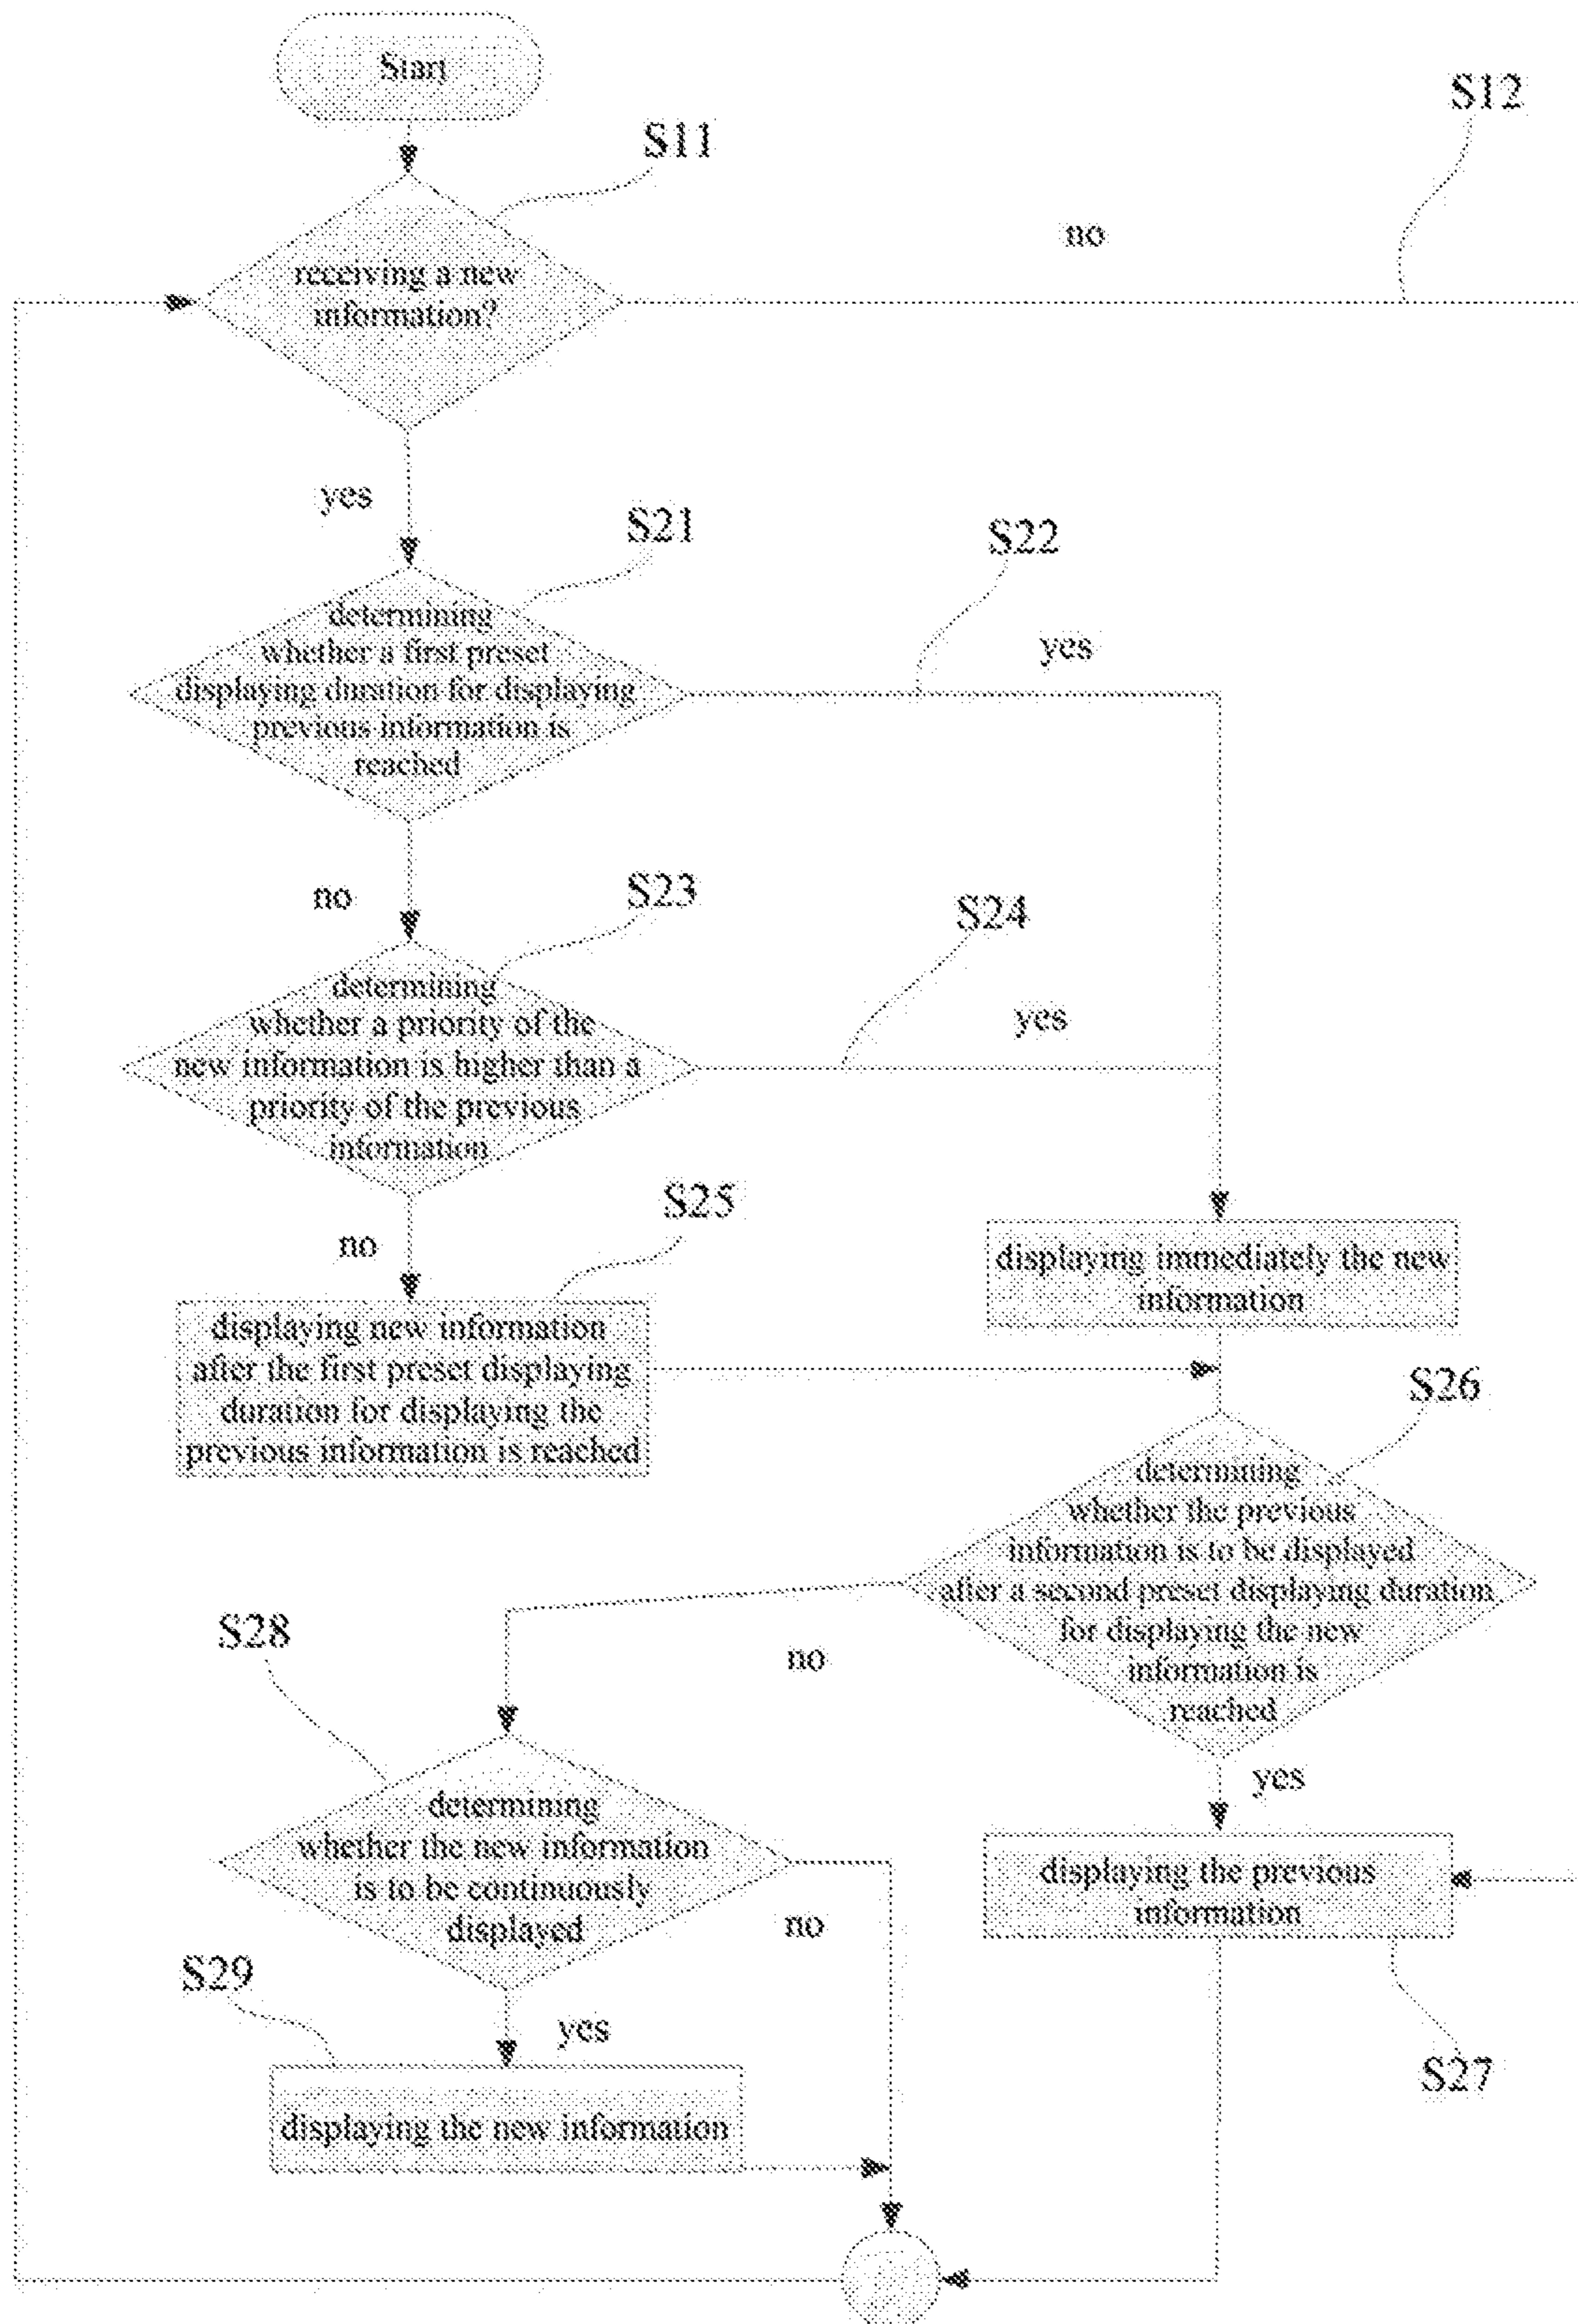 Start
S11
S12
receiving a new
information?
no
yes
S21
S22
determining
whether a first preset
displaying duration for displaying
previous information is
reached
yes
no
S23
S24
determining
whether a priority of the
new information is higher than a
priority of the previous
information
yes
no
S25
displaying immediately the new
information
displaying new information
after the first preset displaying
duration for displaying the
previous information is reached
S26
determining
whether the previous
information is to be displayed
after a second preset displaying duration
for displaying the new
information is
reached
no
yes
S28
determining
whether the new information
is to be continuously
displayed
no
displaying the previous
information
S29
yes
S27
displaying the new information